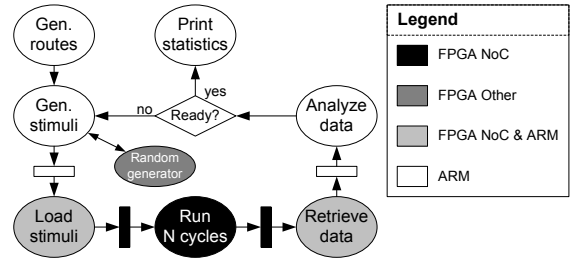 Gen.
routes
Print
statistics
Legend
FPGA NoC
FPGA Other
FPGA NoC & ARM
ARM
yes
no
Gen.
stimuli
Ready?
Analyze
data
Random
generator
Load
stimuli
Run
N cycles
Retrieve
data